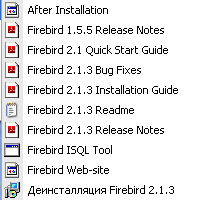 After Installation
Firebird 1.5.5 Release Notes
Firebird 2.1 Quick Start Guide
Firebird 2.1.3 Bug Fixes
Firebird 2.1.3 Installation Guide
Firebird 2.1.3 Readme
Firebird 2.1.3 Release Notes
Firebird ISQL Tool
Firebird Web-site
Деинсталляция Firebird 2.1.3